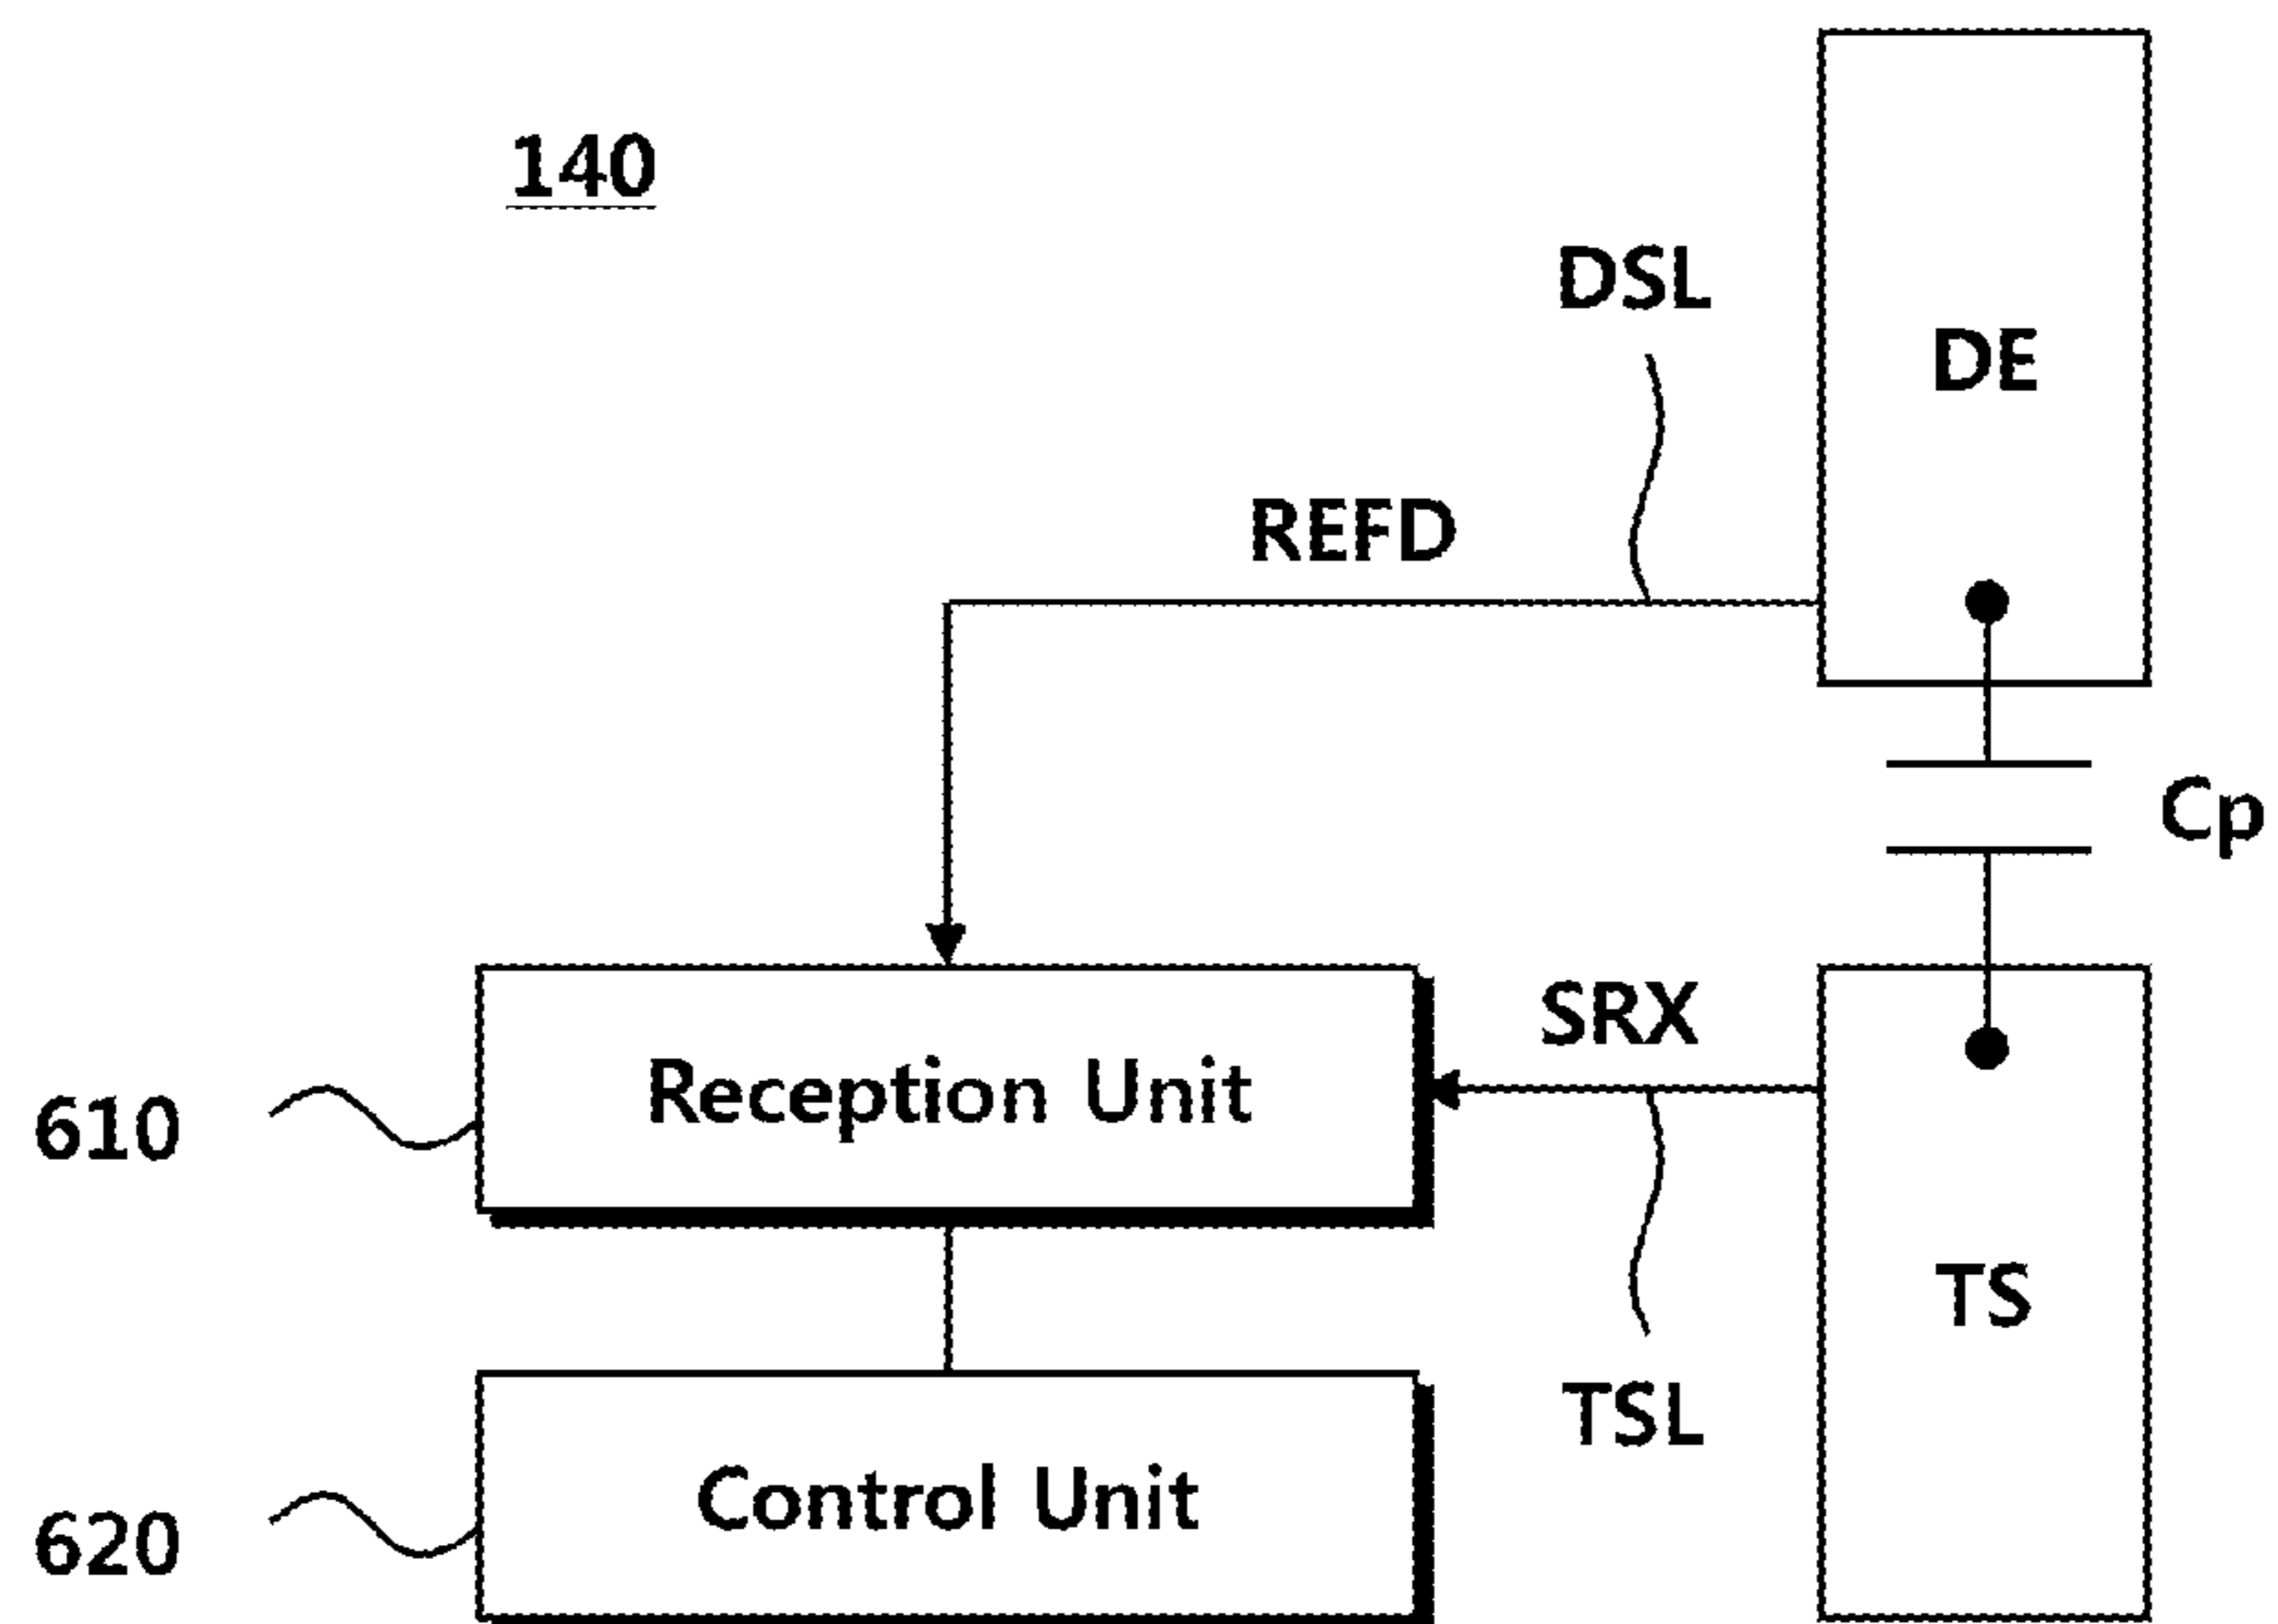 140
DSL
DE
REFD
Cp
SRX
Reception Unit
610
TS
TSL
Control Unit
620